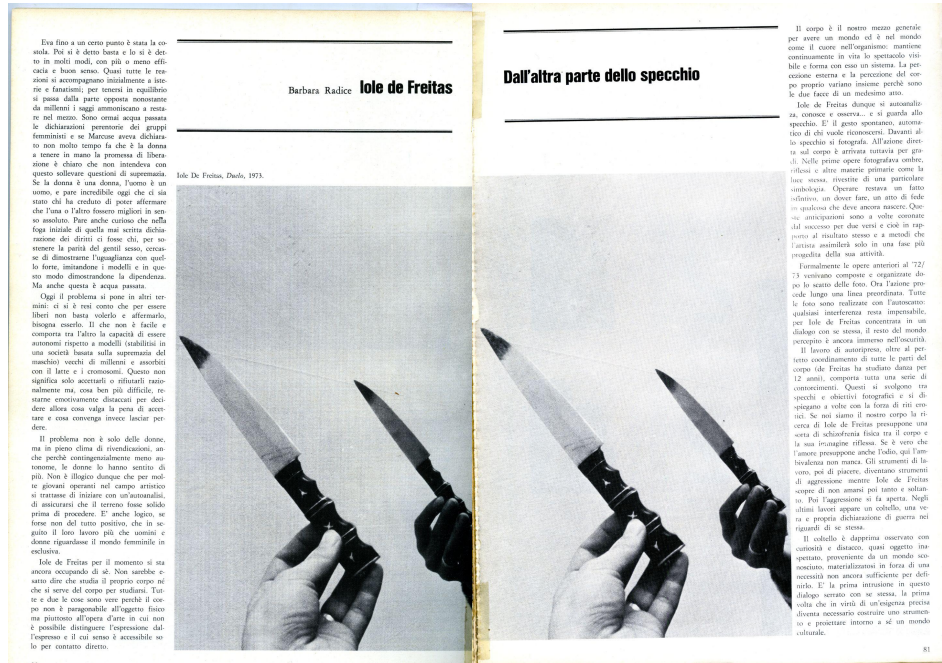 Eva fino a un certo punto è stata la co-
stola. Poi si è detto basta e lo si è det-
to in molti modi, con più o meno effi-
cacia e buon senso. Quasi tutte le rea-
zioni si accompagnano inizialmente a iste-
rie e fanatismi; per tenersi in equilibrio
si passa dalla parte opposta nonostante
da millenni i saggi ammoniscano a resta-
re nel mezzo. Sono ormai acqua passata
le dichiarazioni perentorie dei gruppi
femministi e se Marcuse aveva dichiara-
to non molto tempo fa che è la donna
a tenere in mano la promessa di libera-
zione è chiaro che non intendeva con
questo sollevare questioni di supremazia.
Se la donna è una donna, l'uomo è un
uomo, e pare incredibile oggi che ci sia
stato chi ha creduto di poter affermare
che l'una o l'altro fossero migliori in sen-
so assoluto. Pare anche curioso che nella
foga iniziale di quella mai scritta dichia-
razione dei diritti ci fosse chi, per so-
stenere la parità del gentil sesso, cercas-
se di dimostrarne l'uguaglianza con quel-
lo forte, imitandone i modelli e in que-
sto modo dimostrandone la dipendenza.
Ma anche questa è acqua passata.
Oggi il problema si pone in altri ter-
mini: ci si è resi conto che per essere
liberi non basta volerlo e affermarlo,
bisogna esserlo. Il che non è facile e
comporta tra l'altro la capacità di essere
autonomi rispetto a modelli (stabilitisi in
una società basata sulla supremazia del
maschio) vecchi di millenni e assorbiti
con il latte e i cromosomi. Questo non
significa solo accettarli o rifiutarli razio-
nalmente ma, cosa ben più difficile, re-
starne emotivamente distaccati per deci-
dere allora cosa valga la pena di accet-
tare e cosa convenga invece lasciar per-
dere.
Il problema non è solo delle donne,
ma in pieno clima di rivendicazioni, an-
che perchè contingenzialmente meno au-
tonome, le donne lo hanno sentito di
più. Non è illogico dunque che per mol-
te giovani operanti nel campo artistico
si trattasse di iniziare con un'autoanalisi,
di assicurarsi che il terreno fosse solido
prima di procedere. E' anche logico, se
forse non del tutto positivo, che in se-
guito il loro lavoro più che uomini e
donne riguardasse il mondo femminile in
esclusiva.
Iole de Freitas per il momento si sta
ancora occupando di sè. Non sarebbe e-
satto dire che studia il proprio corpo né
che si serve del corpo per studiarsi. Tut-
te e due le cose sono vere perchè il cor-
po non è paragonabile all'oggetto fisico
ma piuttosto all'opera d'arte in cui non
è possibile distinguere l'espressione dal-
l'espresso e il cui senso è accessibile so
lo per contatto diretto.
Barbara Radice Iole de Freitas
Iole De Freitas, Duelo, 1973.
Dall'altra parte dello specchio
Il corpo è il nostro mezzo generale
per avere un mondo ed è nel mondo
come il cuore nell'organismo: mantiene
continuamente in vita lo spettacolo visi-
bile e forma con esso un sistema. La per-
cezione esterna e la percezione del cor-
po proprio variano insieme perchè sono
le due facce di un medesimo atto.
Iole de Freitas dunque si autoanaliz-
za, conosce e osserva... e si guarda allo
specchio. E' il gesto spontaneo, automa-
tico di chi vuole riconoscersi. Davanti al-
lo specchio si fotografa. All'azione diret-
ta sul corpo è arrivata tuttavia per gra-
di. Nelle prime opere fotografava ombre,
riflessi e altre materie primarie come la
luce stessa, rivestite di una particolare
simbologia. Operare restava un fatto
istintivo, un dover fare, un atto di fede
in qualcosa che deve ancora nascere. Que-
ste anticipazioni sono a volte coronate
dal successo per due versi e cioè in rap-
porto al risultato stesso e a metodi che
l'artista assimilerà solo in una fase più
progedita della sua attività.
Formalmente le opere anteriori al '72/
'73 venivano composte e organizzate do-
po lo scatto delle foto. Ora l'azione pro-
cede lungo una linea preordinata. Tutte
le foto sono realizzate con l'autoscatto:
qualsiasi interferenza resta impensabile,
per Iole de Freitas concentrata in un
dialogo con se stessa, il resto del mondo
percepito è ancora immerso nell'oscurità.
Il lavoro di autoripresa, oltre al per-
fetto coordinamento di tutte le parti del
corpo (de Freitas ha studiato danza per
12 anni), comporta tutta una serie di
contorcimenti. Questi si svolgono tra
specchi e obiettivi fotografici e si di-
spiegano a volte con la forza di riti ero-
tici. Se noi siamo il nostro corpo la ri-
cerca di Iole de Freitas presuppone una
sorta di schizofrenia fisica tra il corpo e
la sua immagine riflessa. Se è vero che
l'amore presuppone anche l'odio, qui l'am-
bivalenza non manca. Gli strumenti di la-
voro, poi di piacere, diventano strumenti
di aggressione mentre Iole de Freitas
scopre di non amarsi poi tanto e soltan-
to. Poi l'aggressione si fa aperta. Negli
ultimi lavori appare un coltello, una ve-
ra e propria dichiarazione di guerra nei
riguardi di se stessa.
Il coltello è dapprima osservato con
curiosità e distacco, quasi oggetto ina-
spettato, proveniente da un mondo sco-
nosciuto, materializzatosi in forza di una
necessità non ancora sufficiente per defi-
nirlo. E' la prima intrusione in questo
dialogo serrato con se stessa, la prima
volta che in virtù di un'esigenza precisa
diventa necessario costruire uno strumen-
to e proiettare intorno a sé un mondo
culturale.
81